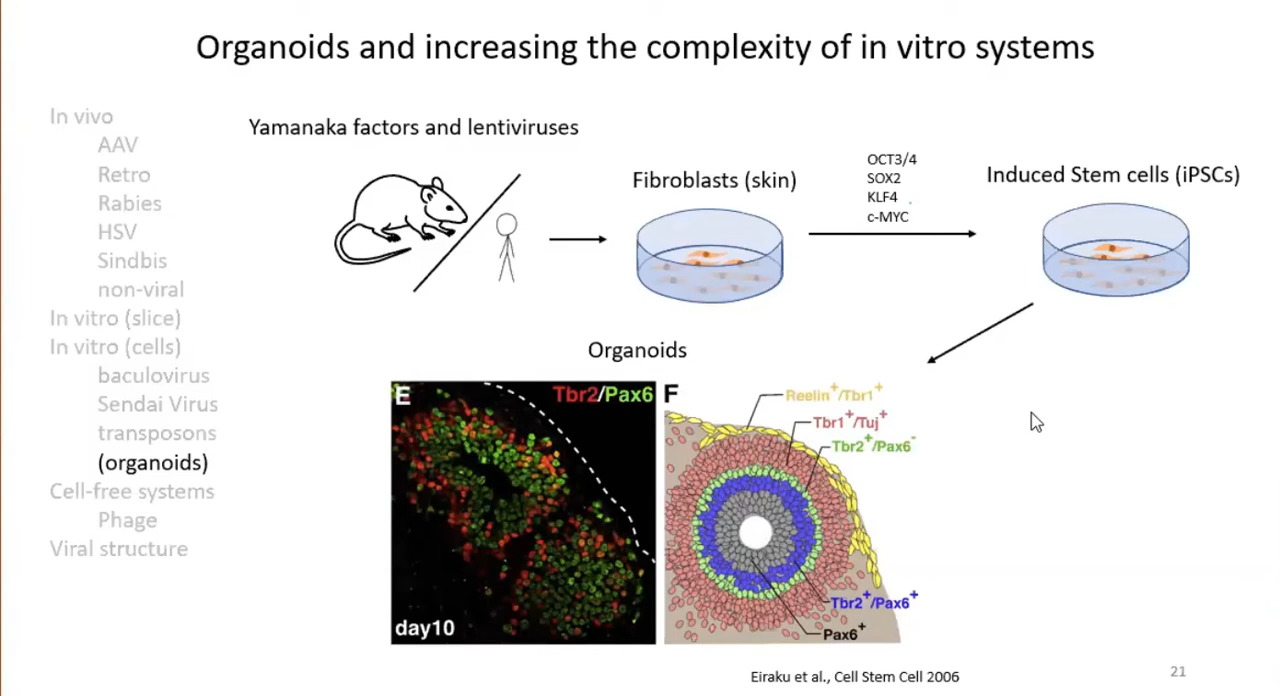 Organoids and increasing the complexity of in vitro systems
In vivo
AAV
Retro
Rabies
HSV
Sindbis
non-viral
In vitro (slice)
In vitro (cells)
baculovirus
Sendai Virus
transposons
(organoids)
Cell-free systems
Phage
Viral structure
Yamanaka factors and lentiviruses
Fibroblasts (skin)
OCT3/4
SOX2
KLF4
c-MYC
Induced Stem cells (iPSCs)
Organoids
E
Tbr2/Pax6
day10
F
Reelin⁺/Tbr1⁺
Tbr1⁺/Tuj⁺
Tbr2⁺/Pax6⁻
Tbr2⁺/Pax6⁺
Pax6⁺
Eiraku et al., Cell Stem Cell 2006
21